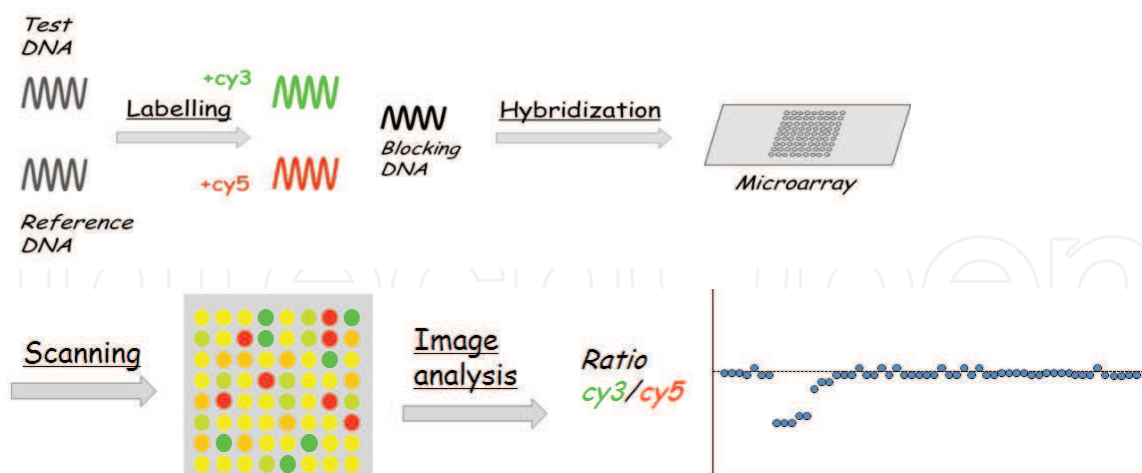 Test
DNA
+cy3
Labelling
Hybridization
Blocking
DNA
+cy5
Microarray
Reference
DNA
Scanning
Image
analysis
Ratio
cy3/cy5